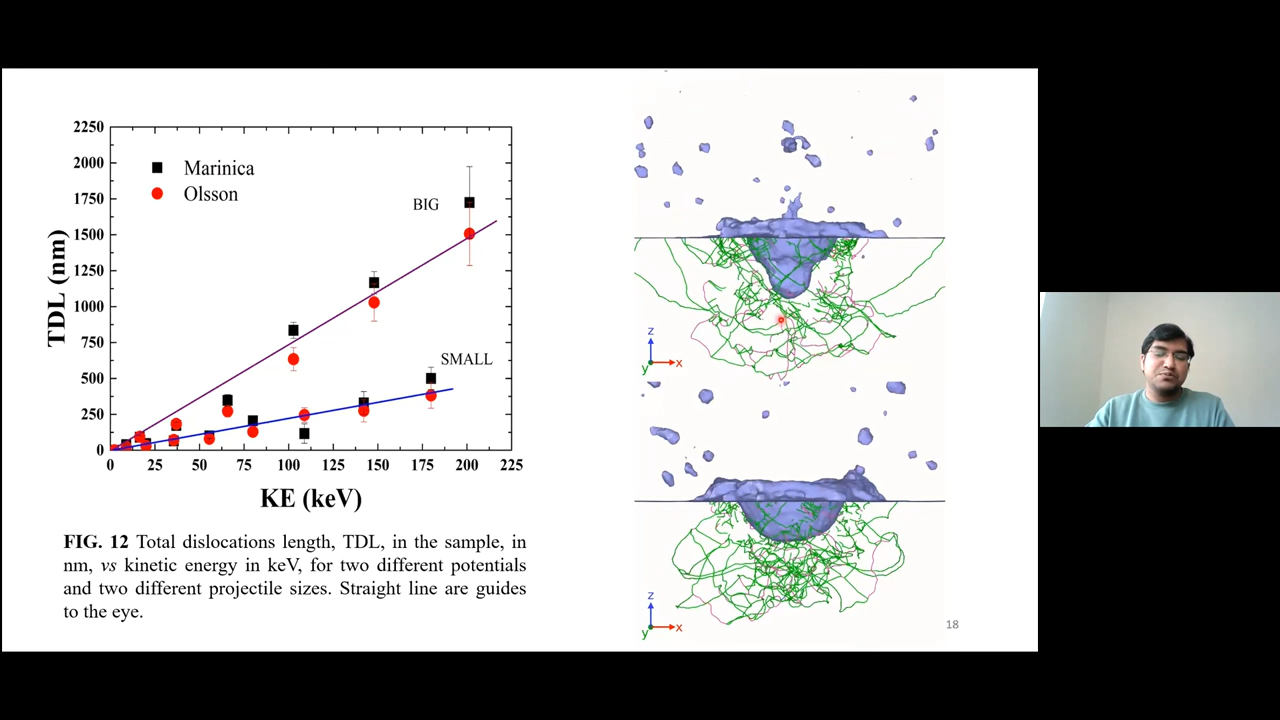 2250
2000
1750
1500
1250
1000
750
500
250
0
TDL (nm)
Marinica
Olsson
BIG
SMALL
0 25 50 75 100 125 150 175 200 225
KE (keV)
FIG. 12 Total dislocations length, TDL, in the sample, in
nm, vs kinetic energy in keV, for two different potentials
and two different projectile sizes. Straight line are guides
to the eye.
z
y x
z
y x
18